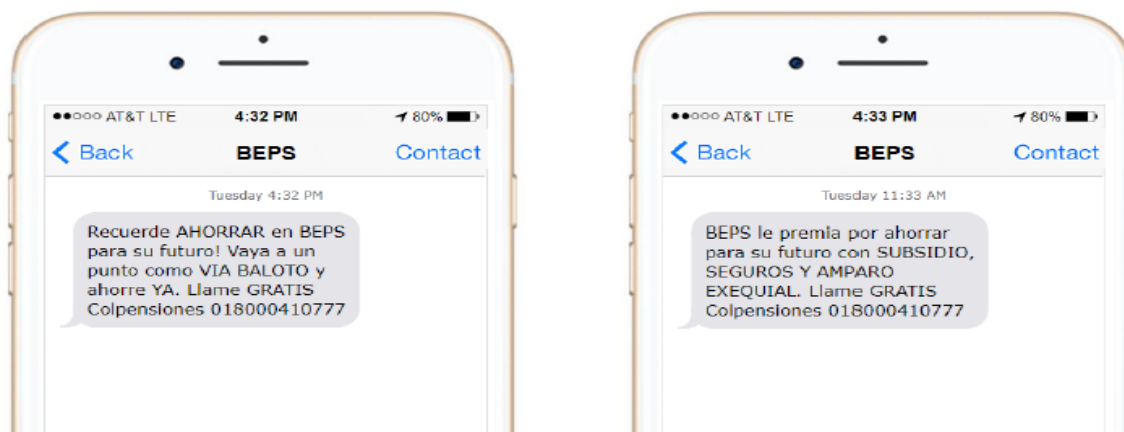 AT&T LTE 4:32 PM 80%
Back BEPS Contact
Tuesday 4:32 PM
Recuerde AHORRAR en BEPS
para su futuro! Vaya a un
punto como VIA BALOTO y
ahorre YA. Llame GRATIS
Colpensiones 018000410777
AT&T LTE 4:33 PM 80%
Back BEPS Contact
Tuesday 11:33 AM
BEPS le premia por ahorrar
para su futuro con SUBSIDIO,
SEGUROS Y AMPARO
EXEQUIAL. Llame GRATIS
Colpensiones 018000410777